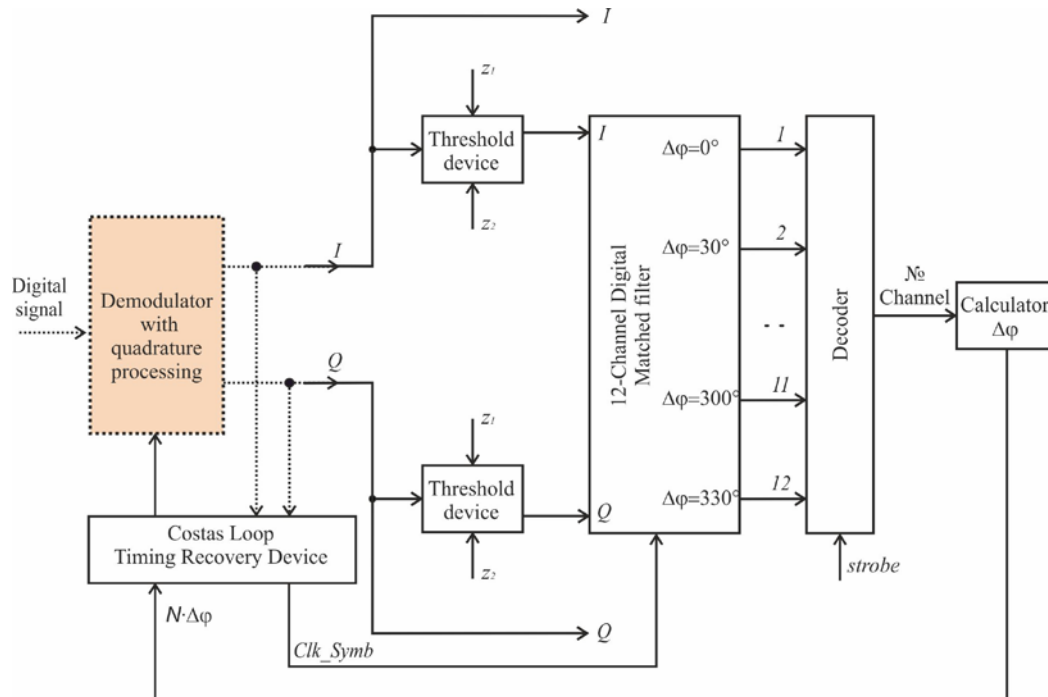 I
z1
Threshold
device
z2
I
Δφ=0°
1
Δφ=30°
2
Digital
signal
Demodulator
with
quadrature
processing
I
Q
12-Channel Digital
Matched filter
- -
Decoder
№
Channel
Calculator
Δφ
Δφ=300°
11
z1
Threshold
device
z2
Q
Δφ=330°
12
strobe
Costas Loop
Timing Recovery Device
N·Δφ
Clk_Symb
Q